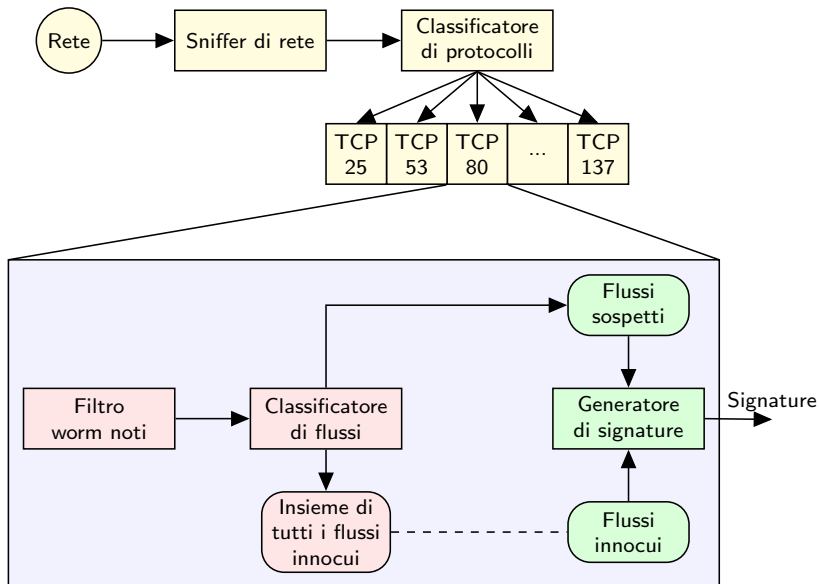 Rete
Sniffer di rete
Classificatore
di protocolli
TCP
25
TCP
53
TCP
80
...
TCP
137
Flussi
sospetti
Filtro
worm noti
Classificatore
di flussi
Generatore
di signature
Signature
Insieme di
tutti i flussi
innocui
Flussi
innocui